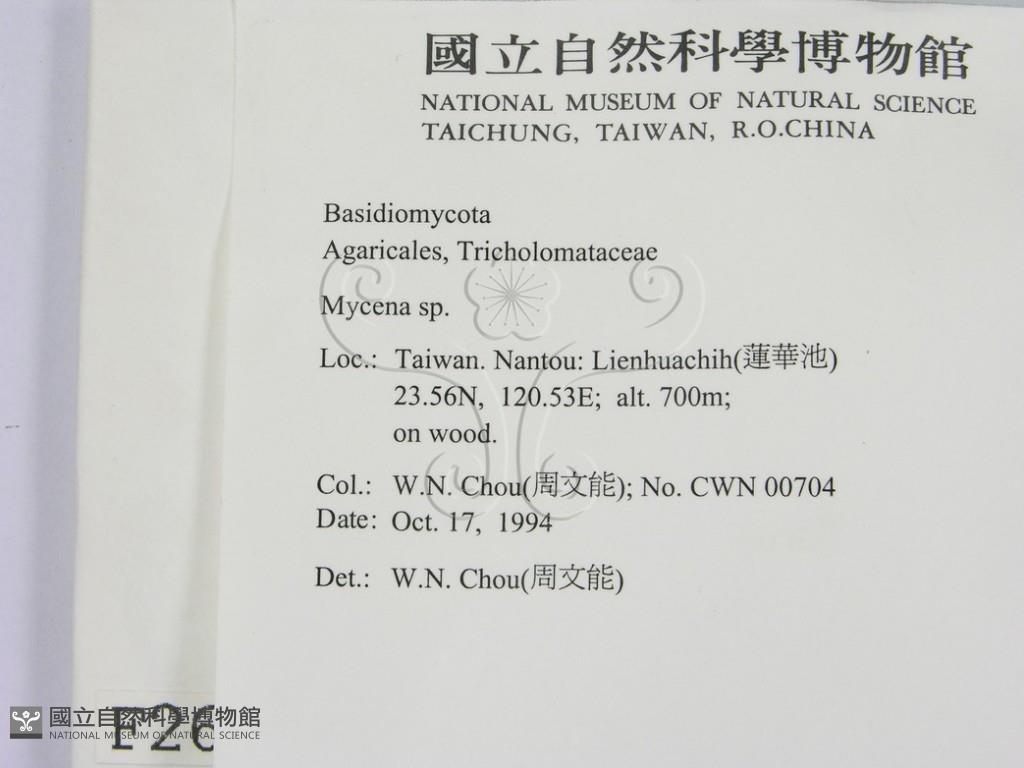 國立自然科學博物館
NATIONAL MUSEUM OF NATURAL SCIENCE
TAICHUNG, TAIWAN, R.O.CHINA
Basidiomycota
Agaricales, Tricholomataceae
Mycena sp.
Loc.: Taiwan. Nantou: Lienhuachih(蓮華池)
23.56N, 120.53E; alt. 700m;
on wood.
Col.: W.N. Chou(周文能); No. CWN 00704
Date: Oct. 17, 1994
Det.: W.N. Chou(周文能)
國立自然科學博物館
NATIONAL MUSEUM OF NATURAL SCIENCE
F26